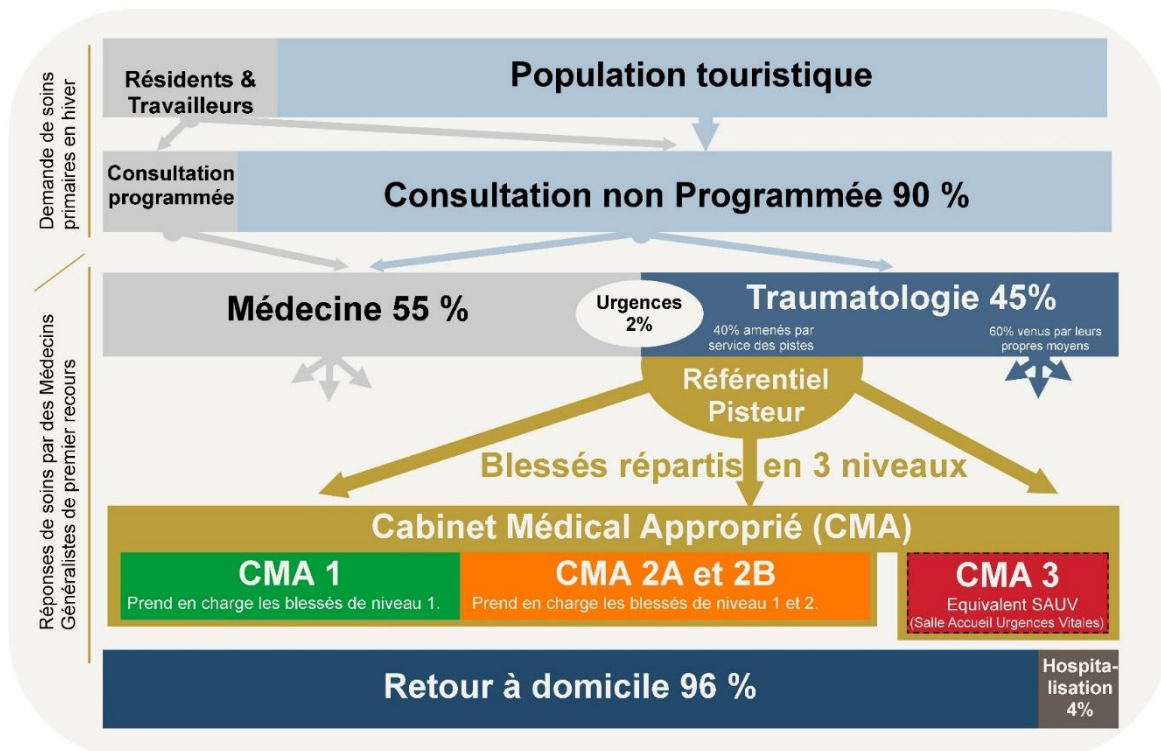 Demande de soins
primaires en hiver
Résidents &
Travailleurs
Population touristique
Consultation
programmée
Consultation non Programmée 90 %
Réponses de soins par des Médecins
Généralistes de premier recours
Médecine 55 %
Urgences
2%
Traumatologie 45%
40% amenés par
service des pistes
60% venus par leurs
propres moyens
Référentiel
Pisteur
Blessés répartis en 3 niveaux
Cabinet Médical Approprié (CMA)
CMA 1
Prend en charge les blessés de niveau 1.
CMA 2A et 2B
Prend en charge les blessés de niveau 1 et 2.
CMA 3
Equivalent SAUV
(Salle Accueil Urgences Vitales)
Retour à domicile 96 %
Hospita-
lisation
4%